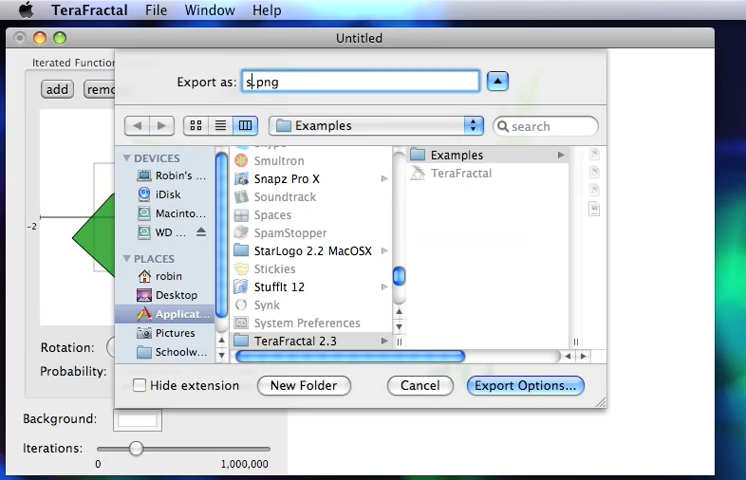 TeraFractal File Window Help
Untitled
Iterated Functio
add
Export as: s.png
Examples
search
DEVICES
Robin's ...
iDisk
Macinto...
WD ...
PLACES
robin
Desktop
Applicat...
Pictures
Schoolw...
Smultron
Snapz Pro X
Soundtrack
Spaces
SpamStopper
StarLogo 2.2 MacOSX
Stickies
StuffIt 12
Synk
System Preferences
TeraFractal 2.3
Examples
TeraFractal
-2
Rotation:
Probability:
Hide extension
New Folder
Cancel
Export Options...
Background:
Iterations:
0
1,000,000